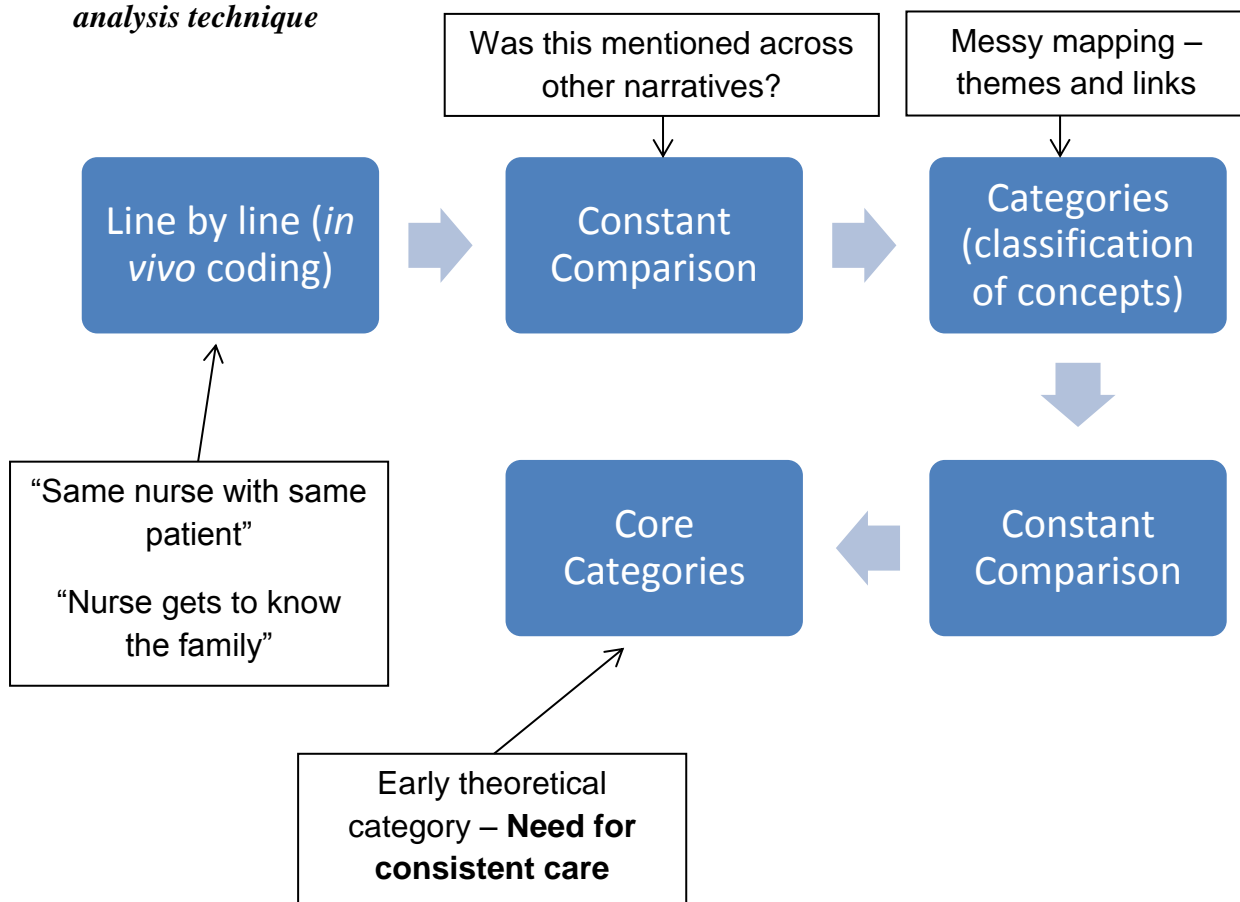 analysis technique
Was this mentioned across
other narratives?
Messy mapping –
themes and links
Line by line (in
vivo coding)
Constant
Comparison
Categories
(classification
of concepts)
“Same nurse with same
patient”
“Nurse gets to know
the family”
Core
Categories
Constant
Comparison
Early theoretical
category – Need for
consistent care